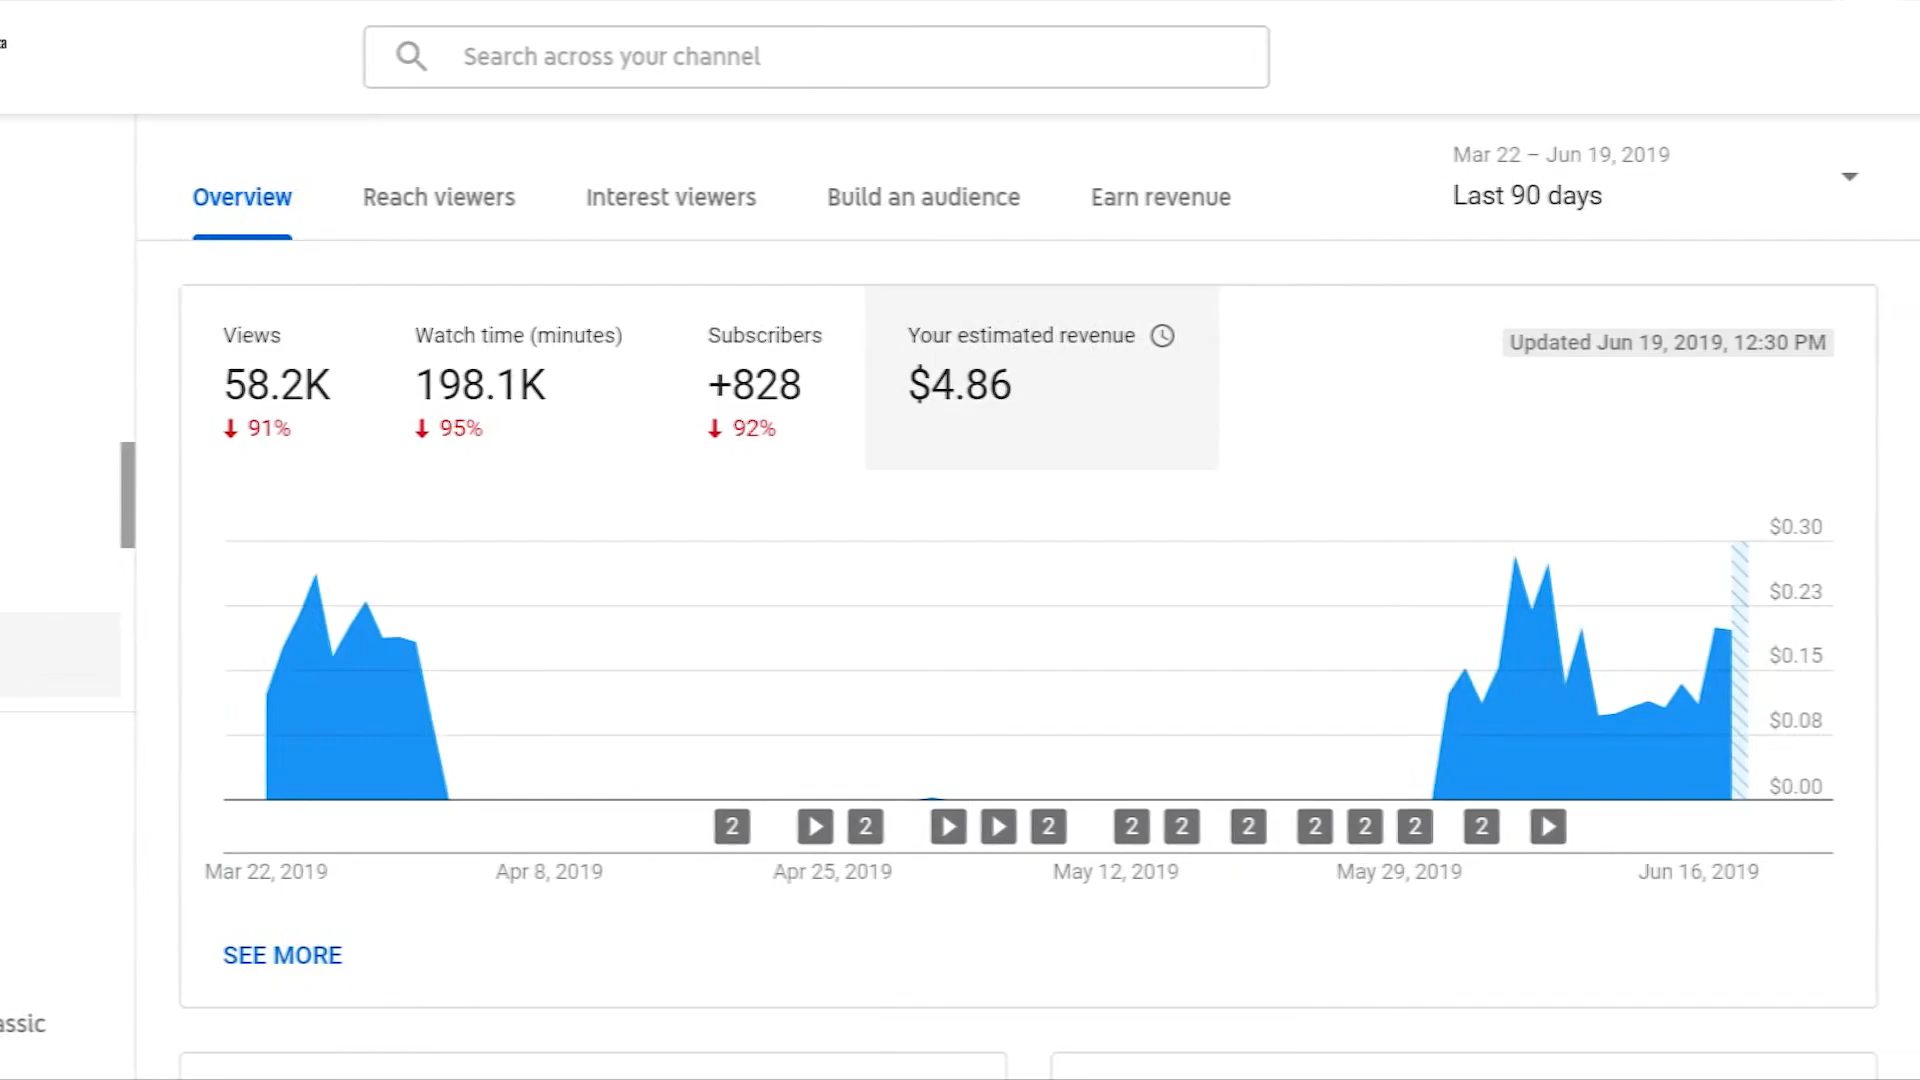 ta
Search across your channel
Mar 22 – Jun 19, 2019
Last 90 days
Overview
Reach viewers
Interest viewers
Build an audience
Earn revenue
Views
58.2K
91%
Watch time (minutes)
198.1K
95%
Subscribers
+828
92%
Your estimated revenue
$4.86
Updated Jun 19, 2019, 12:30 PM
$0.30
$0.23
$0.15
$0.08
$0.00
2 2 2 2 2 2 2 2 2 2
Mar 22, 2019
Apr 8, 2019
Apr 25, 2019
May 12, 2019
May 29, 2019
Jun 16, 2019
SEE MORE
assic